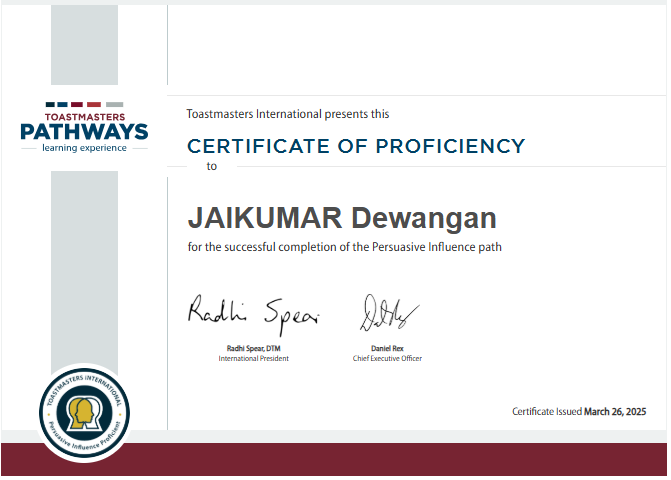 TOASTMASTERS
PATHWAYS
learning experience
Toastmasters International presents this
CERTIFICATE OF PROFICIENCY
to
JAIKUMAR Dewangan
for the successful completion of the Persuasive Influence path
Radhi Spear
Radhi Spear, DTM
International President
Daniel Rex
Chief Executive Officer
TOASTMASTERS INTERNATIONAL
Persuasive Influence Proficient
Certificate Issued March 26, 2025